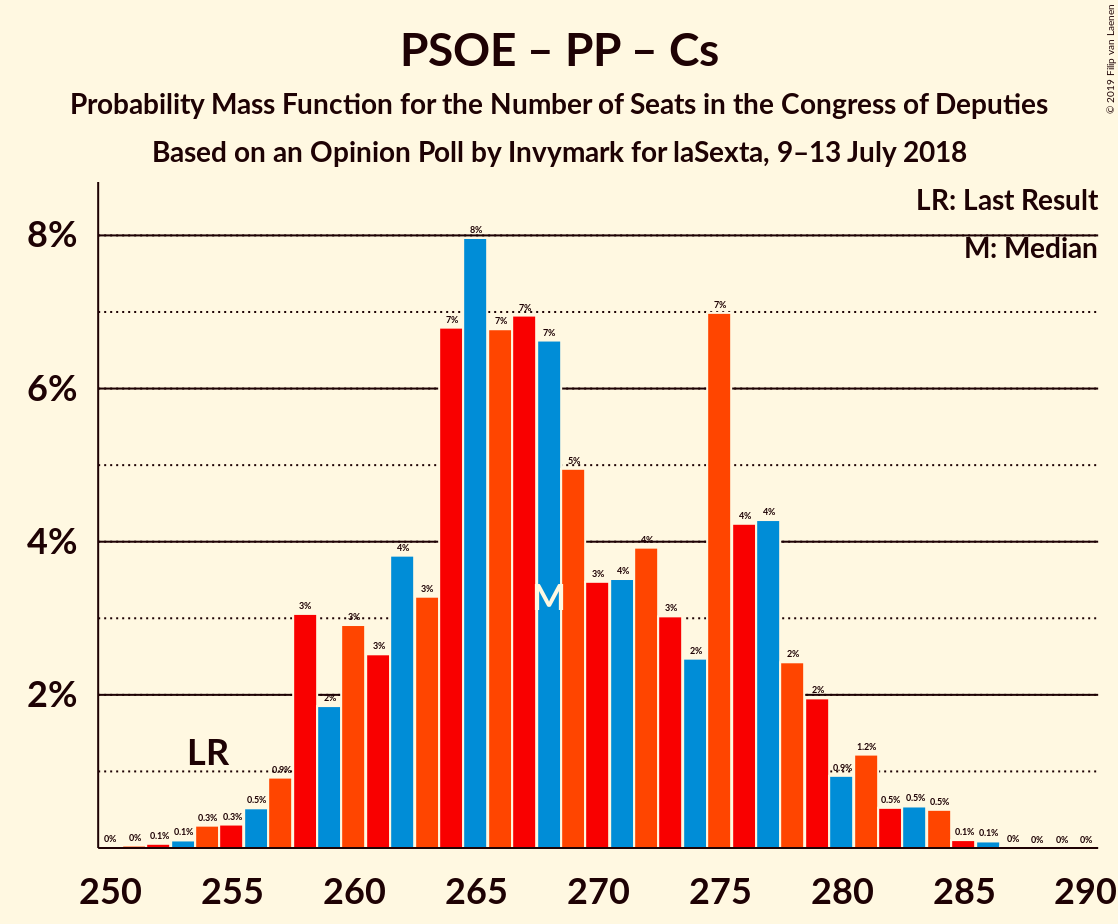 PSOE – PP – Cs
Probability Mass Function for the Number of Seats in the Congress of Deputies
Based on an Opinion Poll by Invymark for laSexta, 9–13 July 2018
© 2019 Filip van Laenen
LR: Last Result
M: Median
8%
6%
4%
2%
0% 0% 0.1% 0.1% 0.3% 0.3% 0.5% 0.9% 3% 2% 3% 3% 4% 3% 7% 8% 7% 7% 7% 5% 3% 4% 4% 3% 2% 7% 4% 4% 2% 2% 0.9% 1.2% 0.5% 0.5% 0.5% 0.1% 0.1% 0% 0% 0% 0%
LR
M
250 255 260 265 270 275 280 285 290